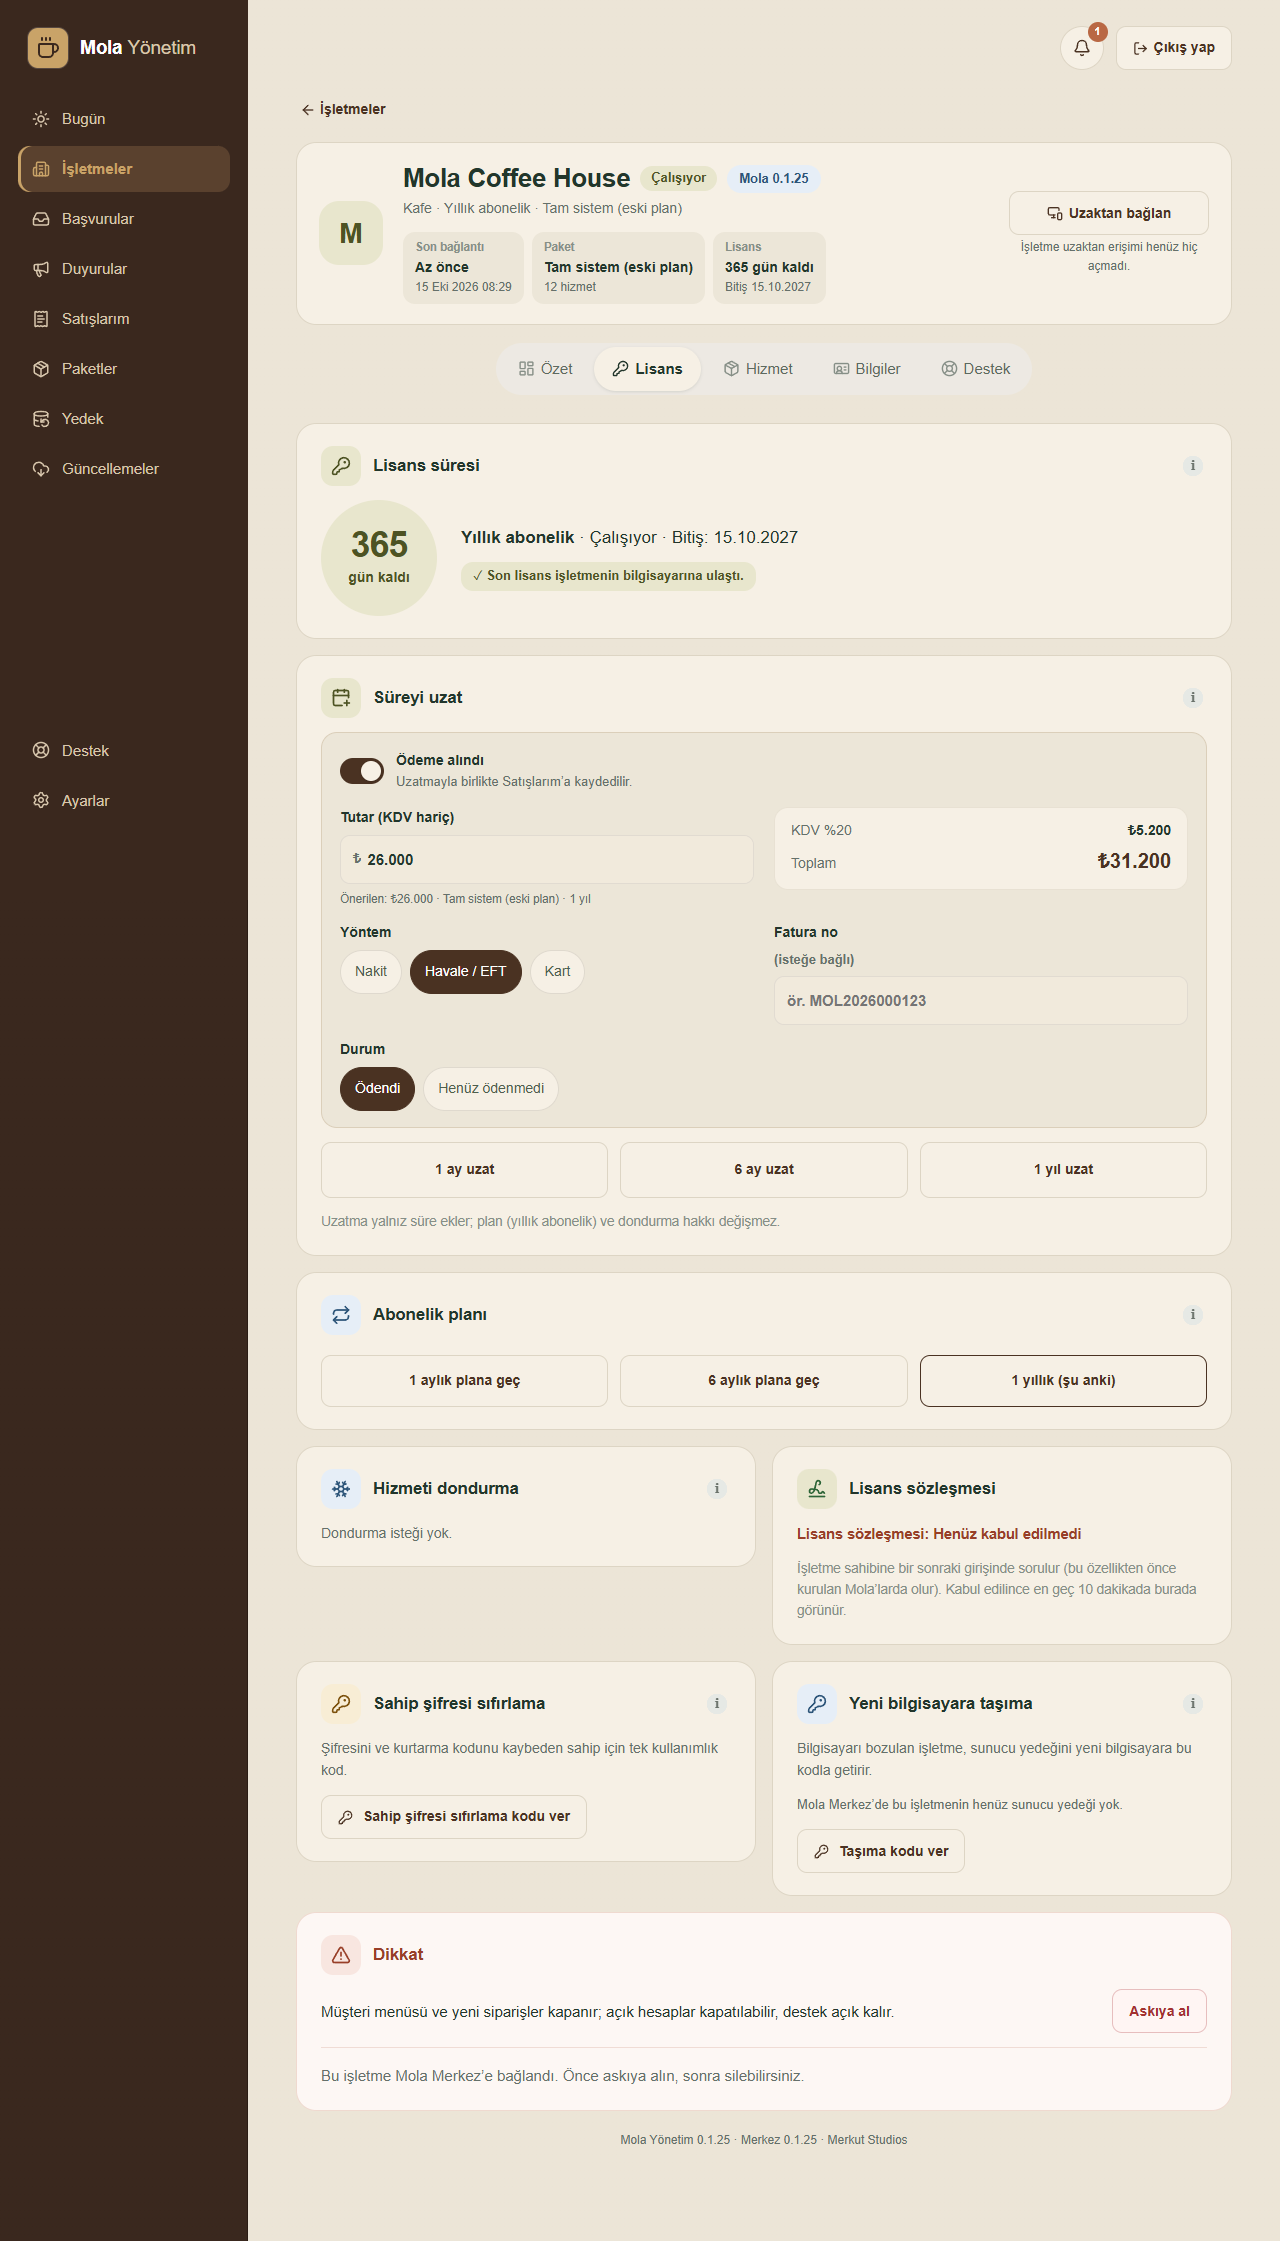 Mola Yönetim
1
Çıkış yap
Bugün
İşletmeler
Başvurular
Duyurular
Satışlarım
Paketler
Yedek
Güncellemeler
Destek
Ayarlar
← İşletmeler
M
Mola Coffee House
Çalışıyor
Mola 0.1.25
Kafe · Yıllık abonelik · Tam sistem (eski plan)
Son bağlantı
Az önce
15 Eki 2026 08:29
Paket
Tam sistem (eski plan)
12 hizmet
Lisans
365 gün kaldı
Bitiş 15.10.2027
Uzaktan bağlan
İşletme uzaktan erişimi henüz hiç
açmadı.
Özet
Lisans
Hizmet
Bilgiler
Destek
Lisans süresi
i
365
gün kaldı
Yıllık abonelik · Çalışıyor · Bitiş: 15.10.2027
✓ Son lisans işletmenin bilgisayarına ulaştı.
Süreyi uzat
i
Ödeme alındı
Uzatmayla birlikte Satışlarım’a kaydedilir.
Tutar (KDV hariç)
₺ 26.000
Önerilen: ₺26.000 · Tam sistem (eski plan) · 1 yıl
KDV %20
₺5.200
Toplam
₺31.200
Yöntem
Nakit
Havale / EFT
Kart
Fatura no
(isteğe bağlı)
ör. MOL2026000123
Durum
Ödendi
Henüz ödenmedi
1 ay uzat
6 ay uzat
1 yıl uzat
Uzatma yalnız süre ekler; plan (yıllık abonelik) ve dondurma hakkı değişmez.
Abonelik planı
i
1 aylık plana geç
6 aylık plana geç
1 yıllık (şu anki)
Hizmeti dondurma
i
Dondurma isteği yok.
Lisans sözleşmesi
Lisans sözleşmesi: Henüz kabul edilmedi
İşletme sahibine bir sonraki girişinde sorulur (bu özellikten önce
kurulan Mola’larda olur). Kabul edilince en geç 10 dakikada burada
görünür.
Sahip şifresi sıfırlama
i
Şifresini ve kurtarma kodunu kaybeden sahip için tek kullanımlık
kod.
Sahip şifresi sıfırlama kodu ver
Yeni bilgisayara taşıma
i
Bilgisayarı bozulan işletme, sunucu yedeğini yeni bilgisayara bu
kodla getirir.
Mola Merkez’de bu işletmenin henüz sunucu yedeği yok.
Taşıma kodu ver
Dikkat
Müşteri menüsü ve yeni siparişler kapanır; açık hesaplar kapatılabilir, destek açık kalır.
Askıya al
Bu işletme Mola Merkez’e bağlandı. Önce askıya alın, sonra silebilirsiniz.
Mola Yönetim 0.1.25 · Merkez 0.1.25 · Merkut Studios